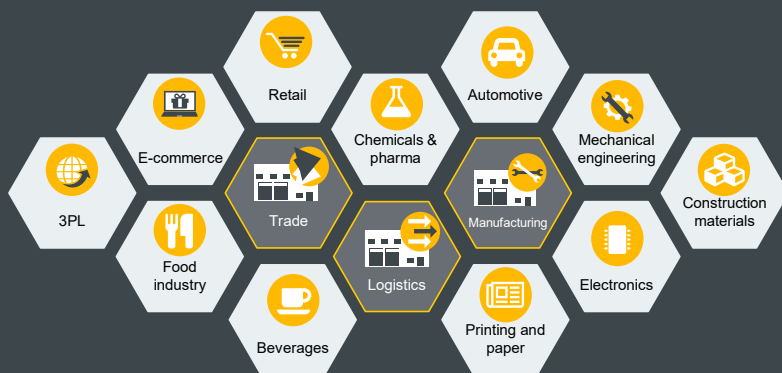 Retail
Automotive
E-commerce
Chemicals &
pharma
Mechanical
engineering
3PL
Trade
Manufacturing
Construction
materials
Food
industry
Logistics
Electronics
Beverages
Printing and
paper